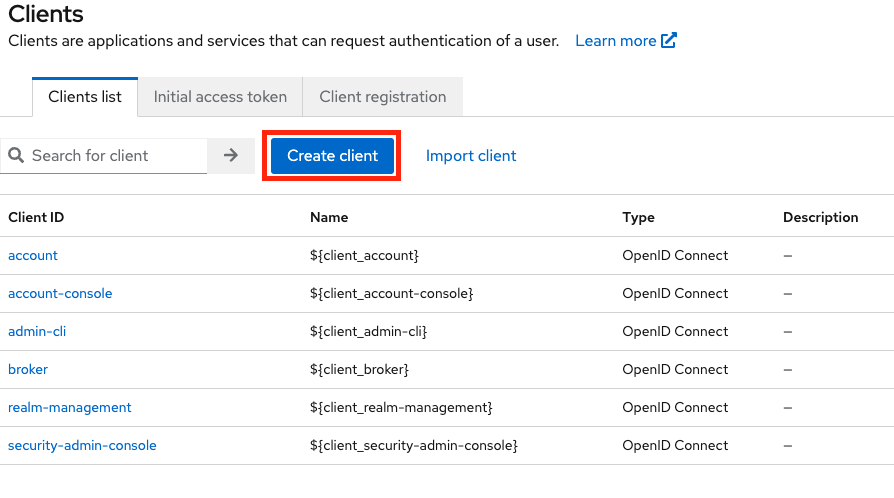 Clients
Clients are applications and services that can request authentication of a user. Learn more
Clients list Initial access token Client registration
Search for client Create client Import client
Client ID Name Type Description
account ${client_account} OpenID Connect –
account-console ${client_account-console} OpenID Connect –
admin-cli ${client_admin-cli} OpenID Connect –
broker ${client_broker} OpenID Connect –
realm-management ${client_realm-management} OpenID Connect –
security-admin-console ${client_security-admin-console} OpenID Connect –